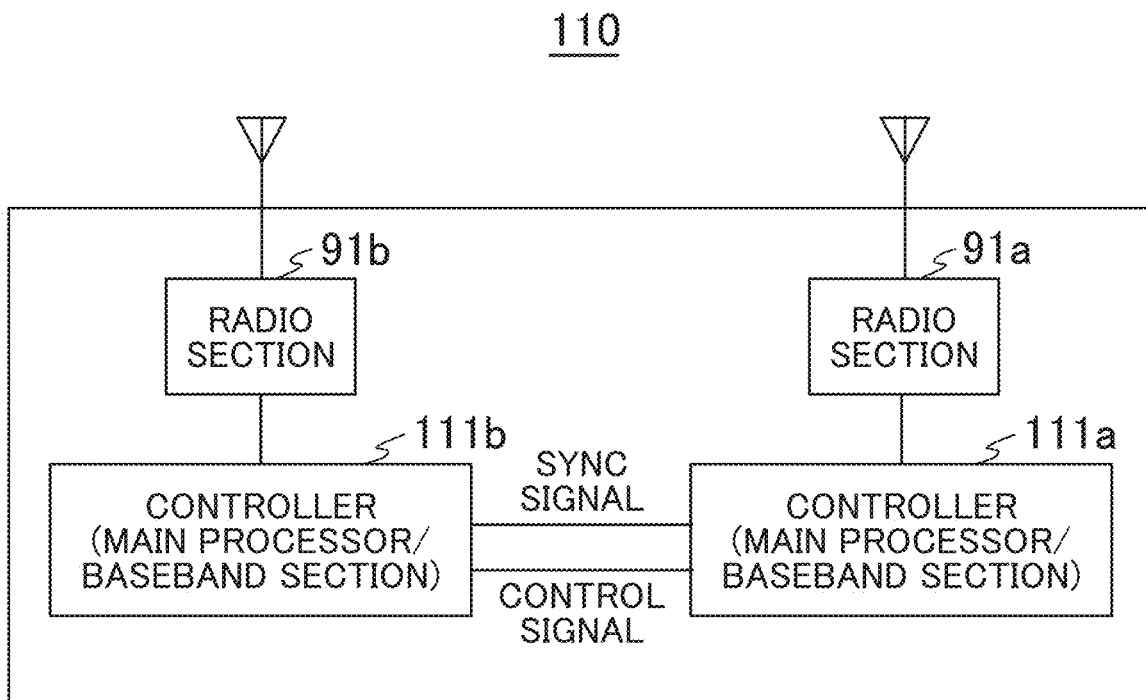 110
91b
91a
RADIO
SECTION
RADIO
SECTION
111b
111a
SYNC
SIGNAL
CONTROLLER
(MAIN PROCESSOR/
BASEBAND SECTION)
CONTROLLER
(MAIN PROCESSOR/
BASEBAND SECTION)
CONTROL
SIGNAL